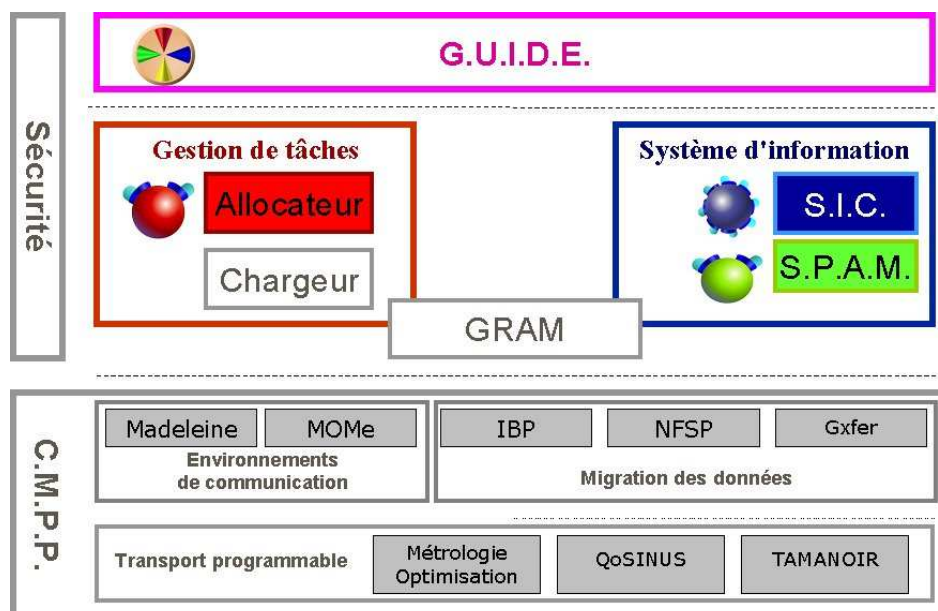 Sécurité
G.U.I.D.E.
Gestion de tâches
Allocateur
Chargeur
Système d'information
S.I.C.
S.P.A.M.
GRAM
C.M.P.P.
Madeleine
MOMe
Environnements
de communication
IBP
NFSP
Gxfer
Migration des données
Transport programmable
Métrologie
Optimisation
QoSINUS
TAMANOIR